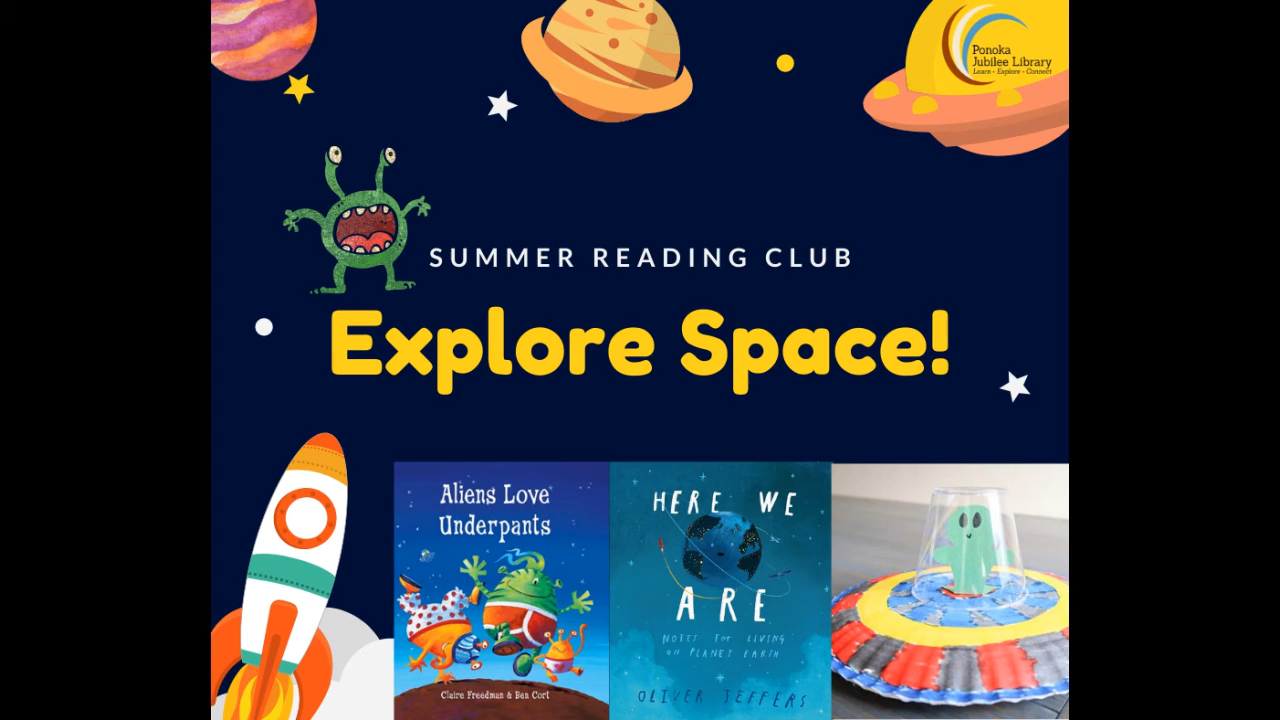 Ponoka
Jubilee Library
Learn • Explore • Connect
SUMMER READING CLUB
Explore Space!
Aliens Love
Underpants
Claire Freedman & Ben Cort
HERE WE
ARE
NOTES FOR LIVING
ON PLANET EARTH
OLIVER JEFFERS